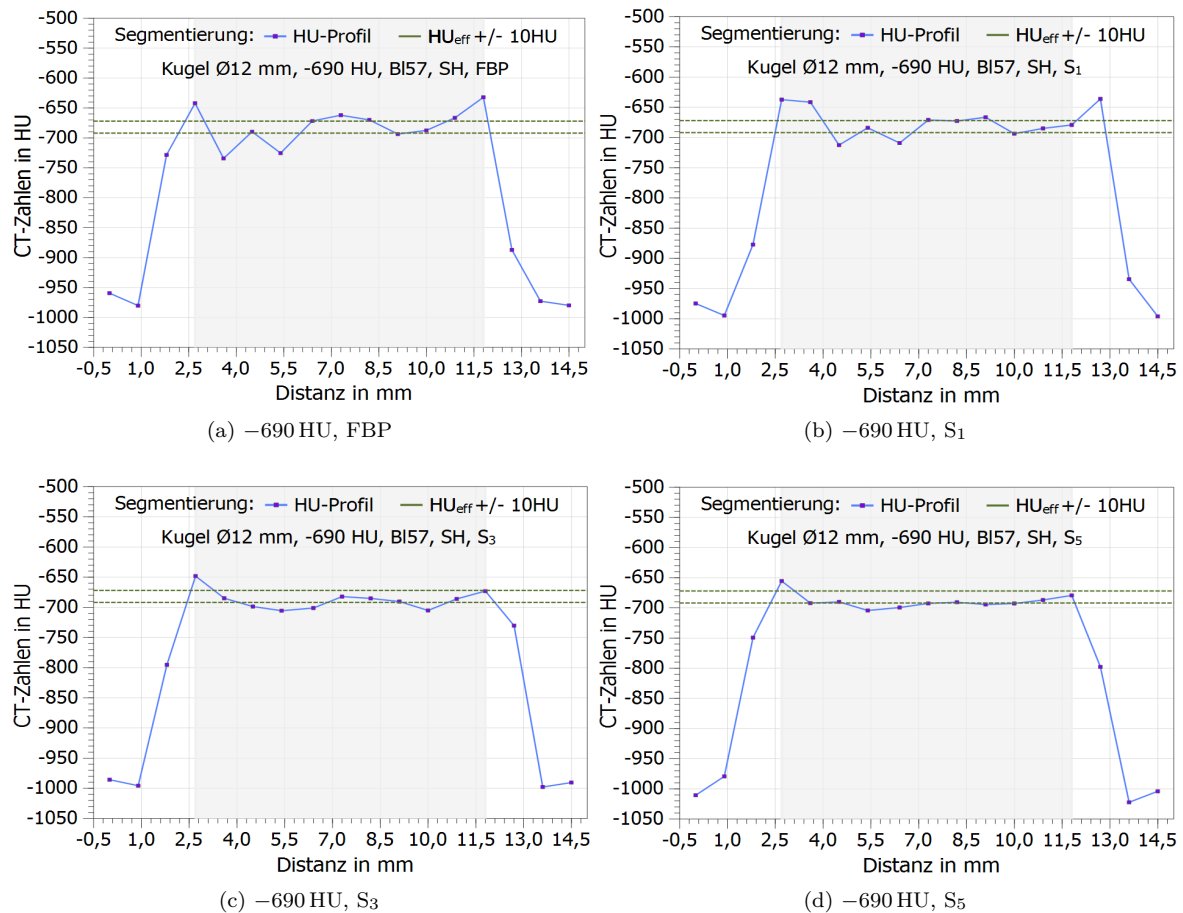 -500
-550
-600
-650
-700
-750
-800
-850
-900
-950
-1000
-1050
CT-Zahlen in HU
Segmentierung: HU-Profil HUeff +/- 10HU
Kugel Ø12 mm, -690 HU, Bl57, SH, FBP
-0,5 1,0 2,5 4,0 5,5 7,0 8,5 10,0 11,5 13,0 14,5
Distanz in mm
(a) −690 HU, FBP
-500
-550
-600
-650
-700
-750
-800
-850
-900
-950
-1000
-1050
CT-Zahlen in HU
Segmentierung: HU-Profil HUeff +/- 10HU
Kugel Ø12 mm, -690 HU, Bl57, SH, S1
-0,5 1,0 2,5 4,0 5,5 7,0 8,5 10,0 11,5 13,0 14,5
Distanz in mm
(b) −690 HU, S1
-500
-550
-600
-650
-700
-750
-800
-850
-900
-950
-1000
-1050
CT-Zahlen in HU
Segmentierung: HU-Profil HUeff +/- 10HU
Kugel Ø12 mm, -690 HU, Bl57, SH, S3
-0,5 1,0 2,5 4,0 5,5 7,0 8,5 10,0 11,5 13,0 14,5
Distanz in mm
(c) −690 HU, S3
-500
-550
-600
-650
-700
-750
-800
-850
-900
-950
-1000
-1050
CT-Zahlen in HU
Segmentierung: HU-Profil HUeff +/- 10HU
Kugel Ø12 mm, -690 HU, Bl57, SH, S5
-0,5 1,0 2,5 4,0 5,5 7,0 8,5 10,0 11,5 13,0 14,5
Distanz in mm
(d) −690 HU, S5